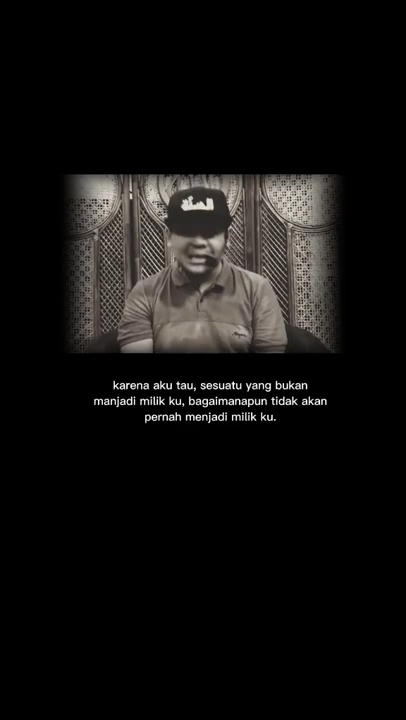 karena aku tau, sesuatu yang bukan
manjadi milik ku, bagaimanapun tidak akan
pernah menjadi milik ku.